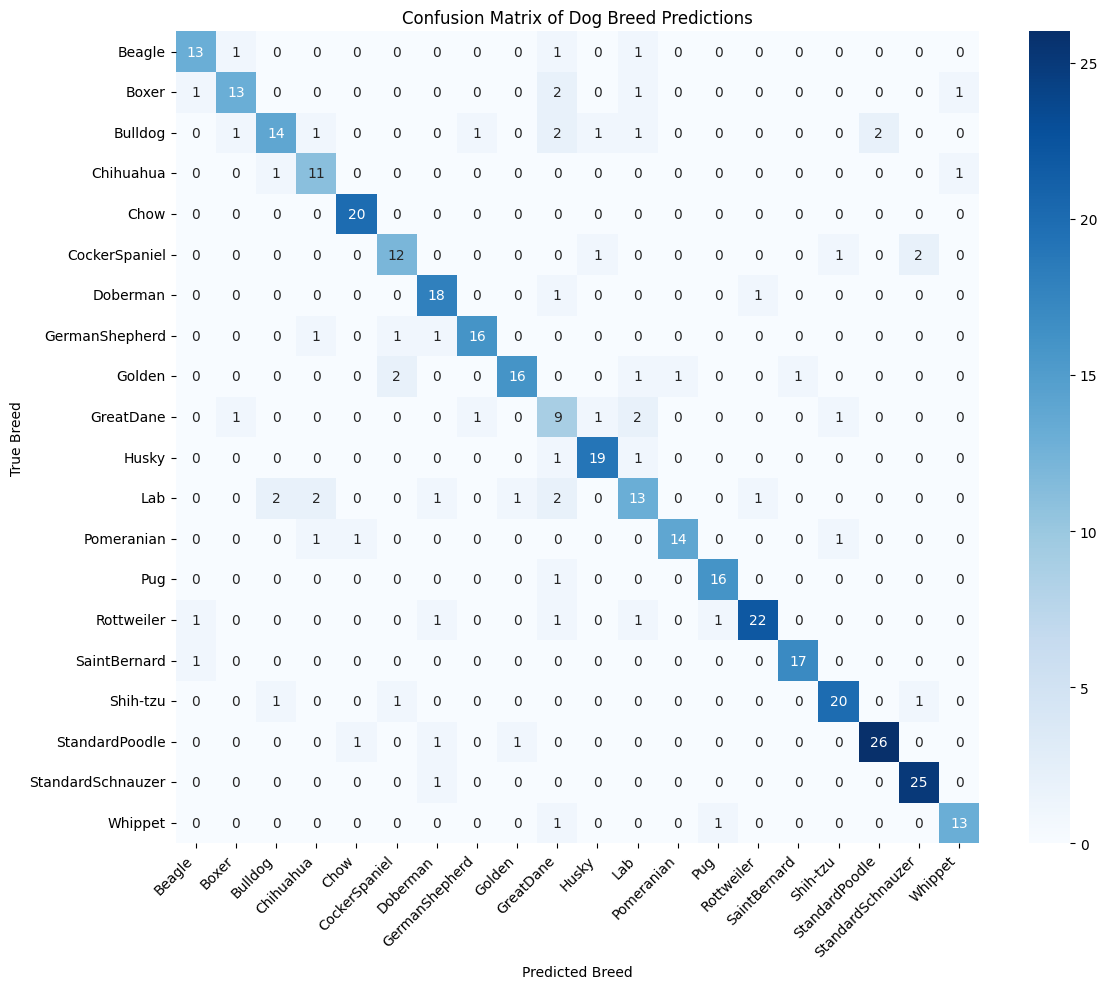 Confusion Matrix of Dog Breed Predictions
Beagle 13 1 0 0 0 0 0 0 0 1 0 1 0 0 0 0 0 0 0 0
Boxer 1 13 0 0 0 0 0 0 0 2 0 1 0 0 0 0 0 0 0 1
Bulldog 0 1 14 1 0 0 0 1 0 2 1 1 0 0 0 0 0 2 0 0
Chihuahua 0 0 1 11 0 0 0 0 0 0 0 0 0 0 0 0 0 0 0 1
Chow 0 0 0 0 20 0 0 0 0 0 0 0 0 0 0 0 0 0 0 0
CockerSpaniel 0 0 0 0 0 12 0 0 0 0 1 0 0 0 0 0 1 0 2 0
Doberman 0 0 0 0 0 0 18 0 0 1 0 0 0 0 1 0 0 0 0 0
GermanShepherd 0 0 0 1 0 1 1 16 0 0 0 0 0 0 0 0 0 0 0 0
Golden 0 0 0 0 0 2 0 0 16 0 0 1 1 0 0 1 0 0 0 0
GreatDane 0 1 0 0 0 0 0 1 0 9 1 2 0 0 0 0 1 0 0 0
Husky 0 0 0 0 0 0 0 0 0 1 19 1 0 0 0 0 0 0 0 0
Lab 0 0 2 2 0 0 1 0 1 2 0 13 0 0 1 0 0 0 0 0
Pomeranian 0 0 0 1 1 0 0 0 0 0 0 0 14 0 0 0 1 0 0 0
Pug 0 0 0 0 0 0 0 0 0 1 0 0 0 16 0 0 0 0 0 0
Rottweiler 1 0 0 0 0 0 1 0 0 1 0 1 0 1 22 0 0 0 0 0
SaintBernard 1 0 0 0 0 0 0 0 0 0 0 0 0 0 0 17 0 0 0 0
Shih-tzu 0 0 1 0 0 1 0 0 0 0 0 0 0 0 0 0 20 0 1 0
StandardPoodle 0 0 0 0 1 0 1 0 1 0 0 0 0 0 0 0 0 26 0 0
StandardSchnauzer 0 0 0 0 0 0 1 0 0 0 0 0 0 0 0 0 0 0 25 0
Whippet 0 0 0 0 0 0 0 0 0 1 0 0 0 1 0 0 0 0 0 13
True Breed
Beagle Boxer Bulldog Chihuahua Chow CockerSpaniel Doberman GermanShepherd Golden GreatDane Husky Lab Pomeranian Pug Rottweiler SaintBernard Shih-tzu StandardPoodle StandardSchnauzer Whippet
Predicted Breed
25
20
15
10
5
0